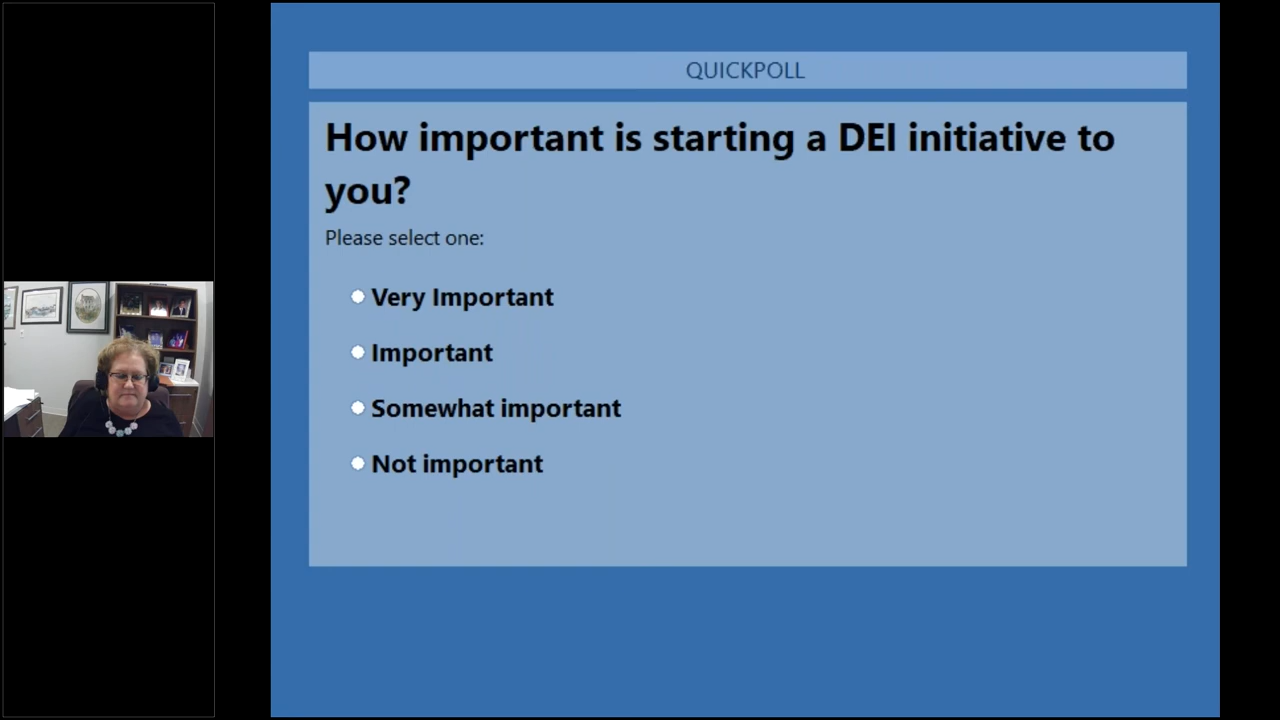 QUICKPOLL
How important is starting a DEI initiative to
you?
Please select one:
Very Important
Important
Somewhat important
Not important